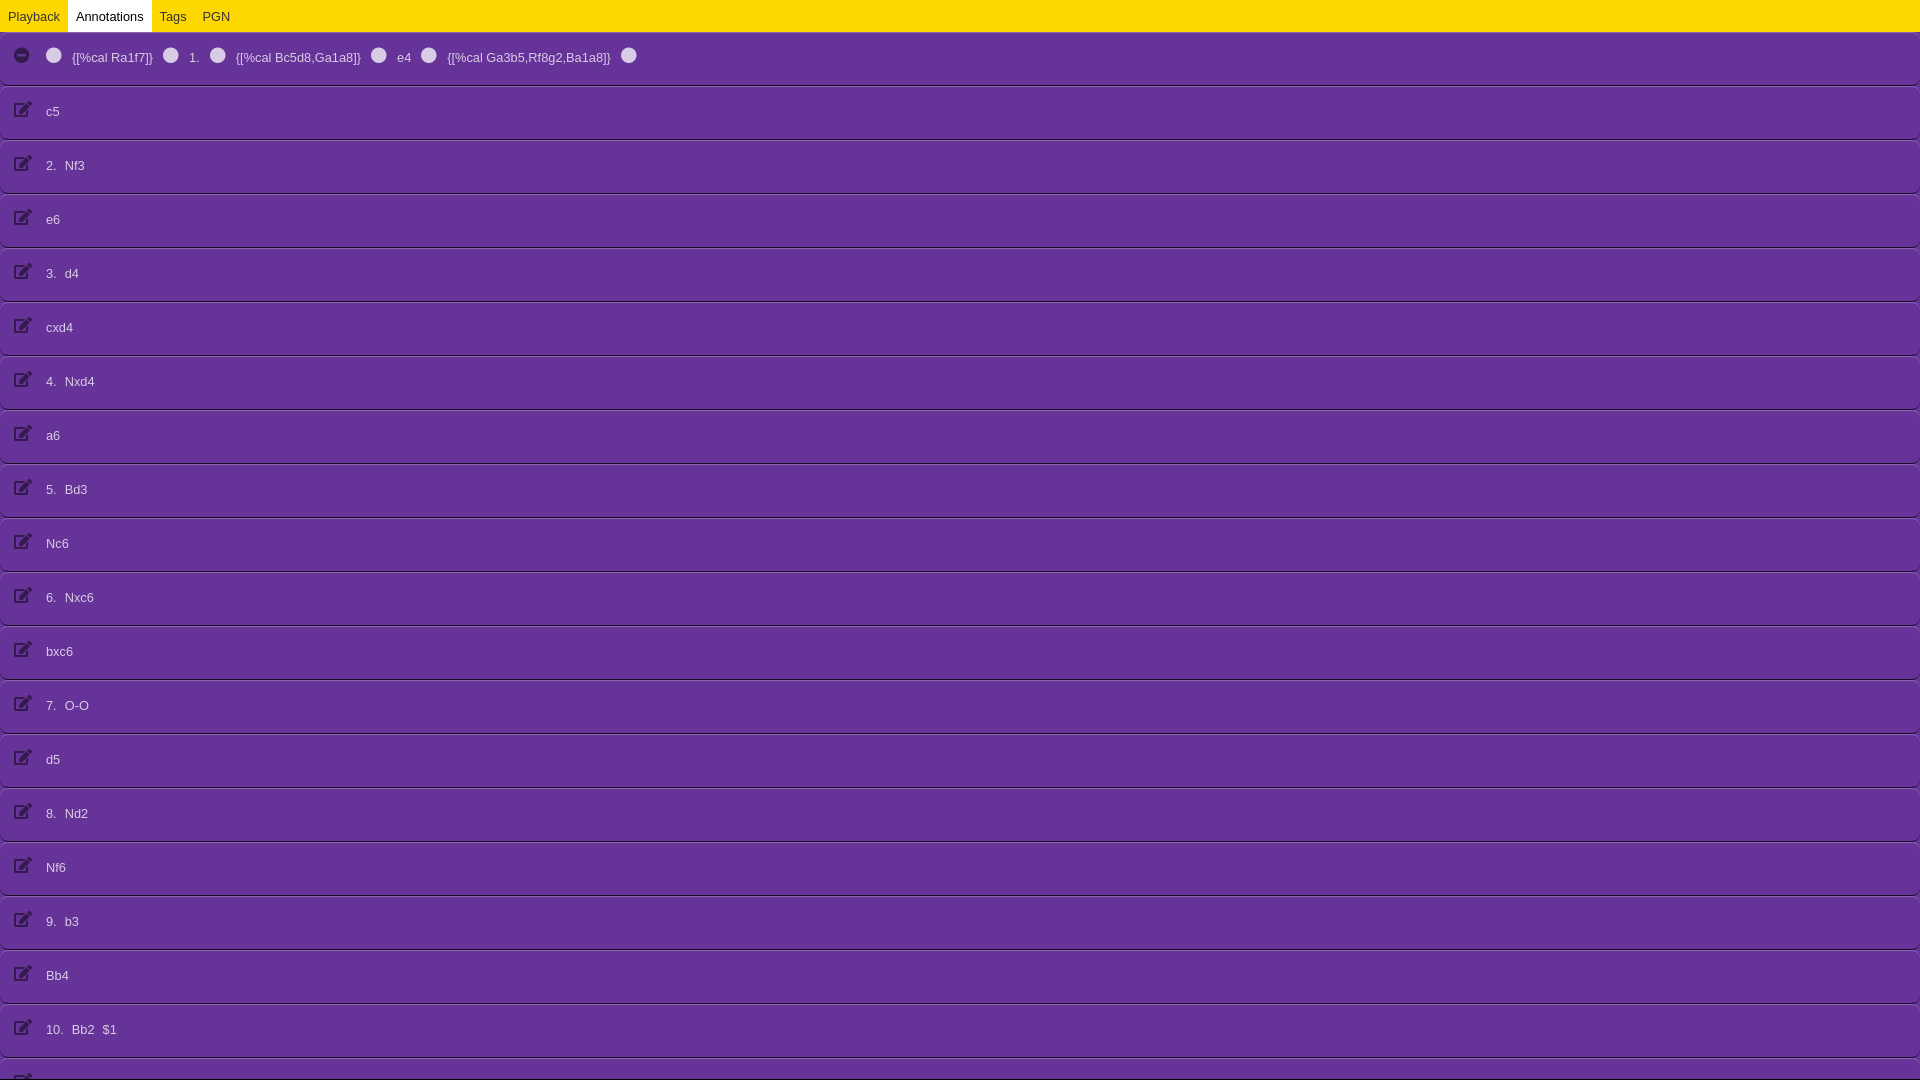 Playback Annotations Tags PGN
{[%cal Ra1f7]} 1. {[%cal Bc5d8,Ga1a8]} e4 {[%cal Ga3b5,Rf8g2,Ba1a8]}
c5
2. Nf3
e6
3. d4
cxd4
4. Nxd4
a6
5. Bd3
Nc6
6. Nxc6
bxc6
7. O-O
d5
8. Nd2
Nf6
9. b3
Bb4
10. Bb2 $1